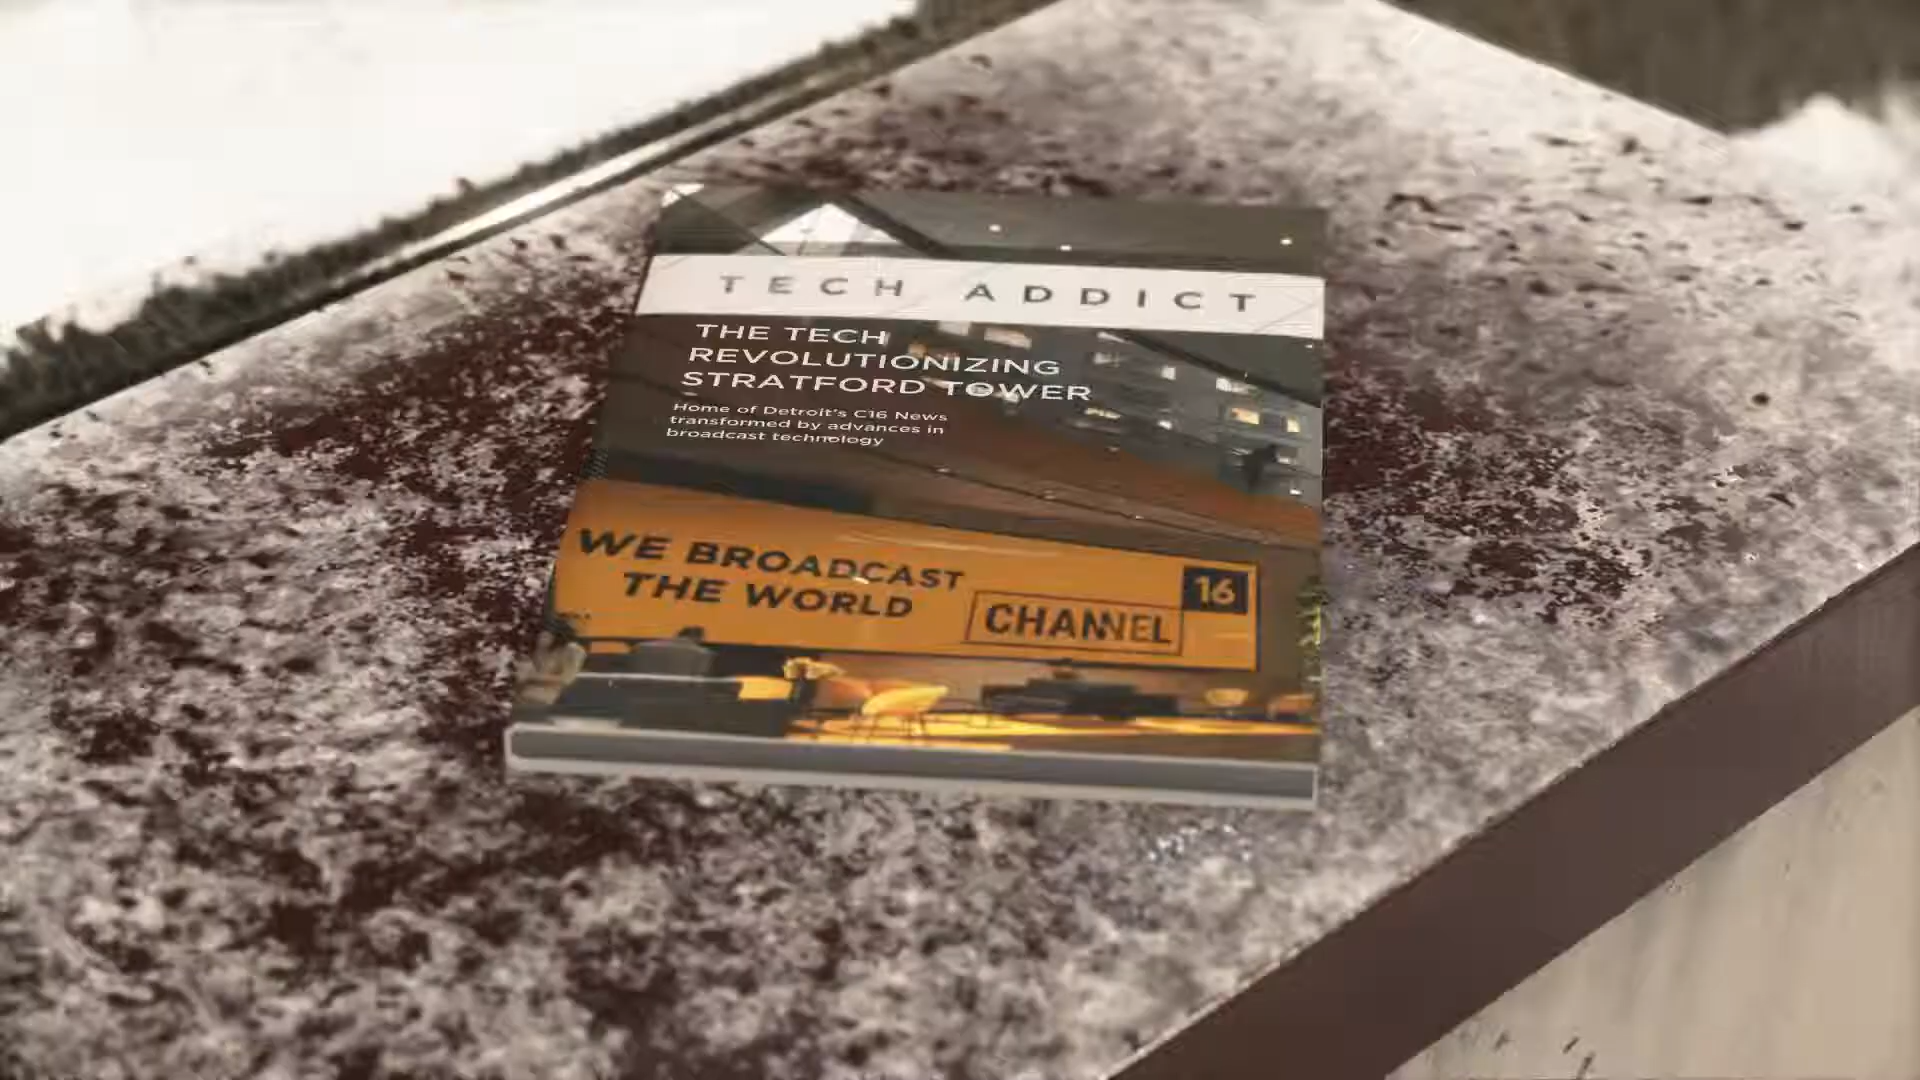 TECH ADDICT
THE TECH
REVOLUTIONIZING
STRATFORD TOWER
Home of Detroit's C16 News
transformed by advances in
broadcast technology
WE BROADCAST
THE WORLD
16
CHANNEL